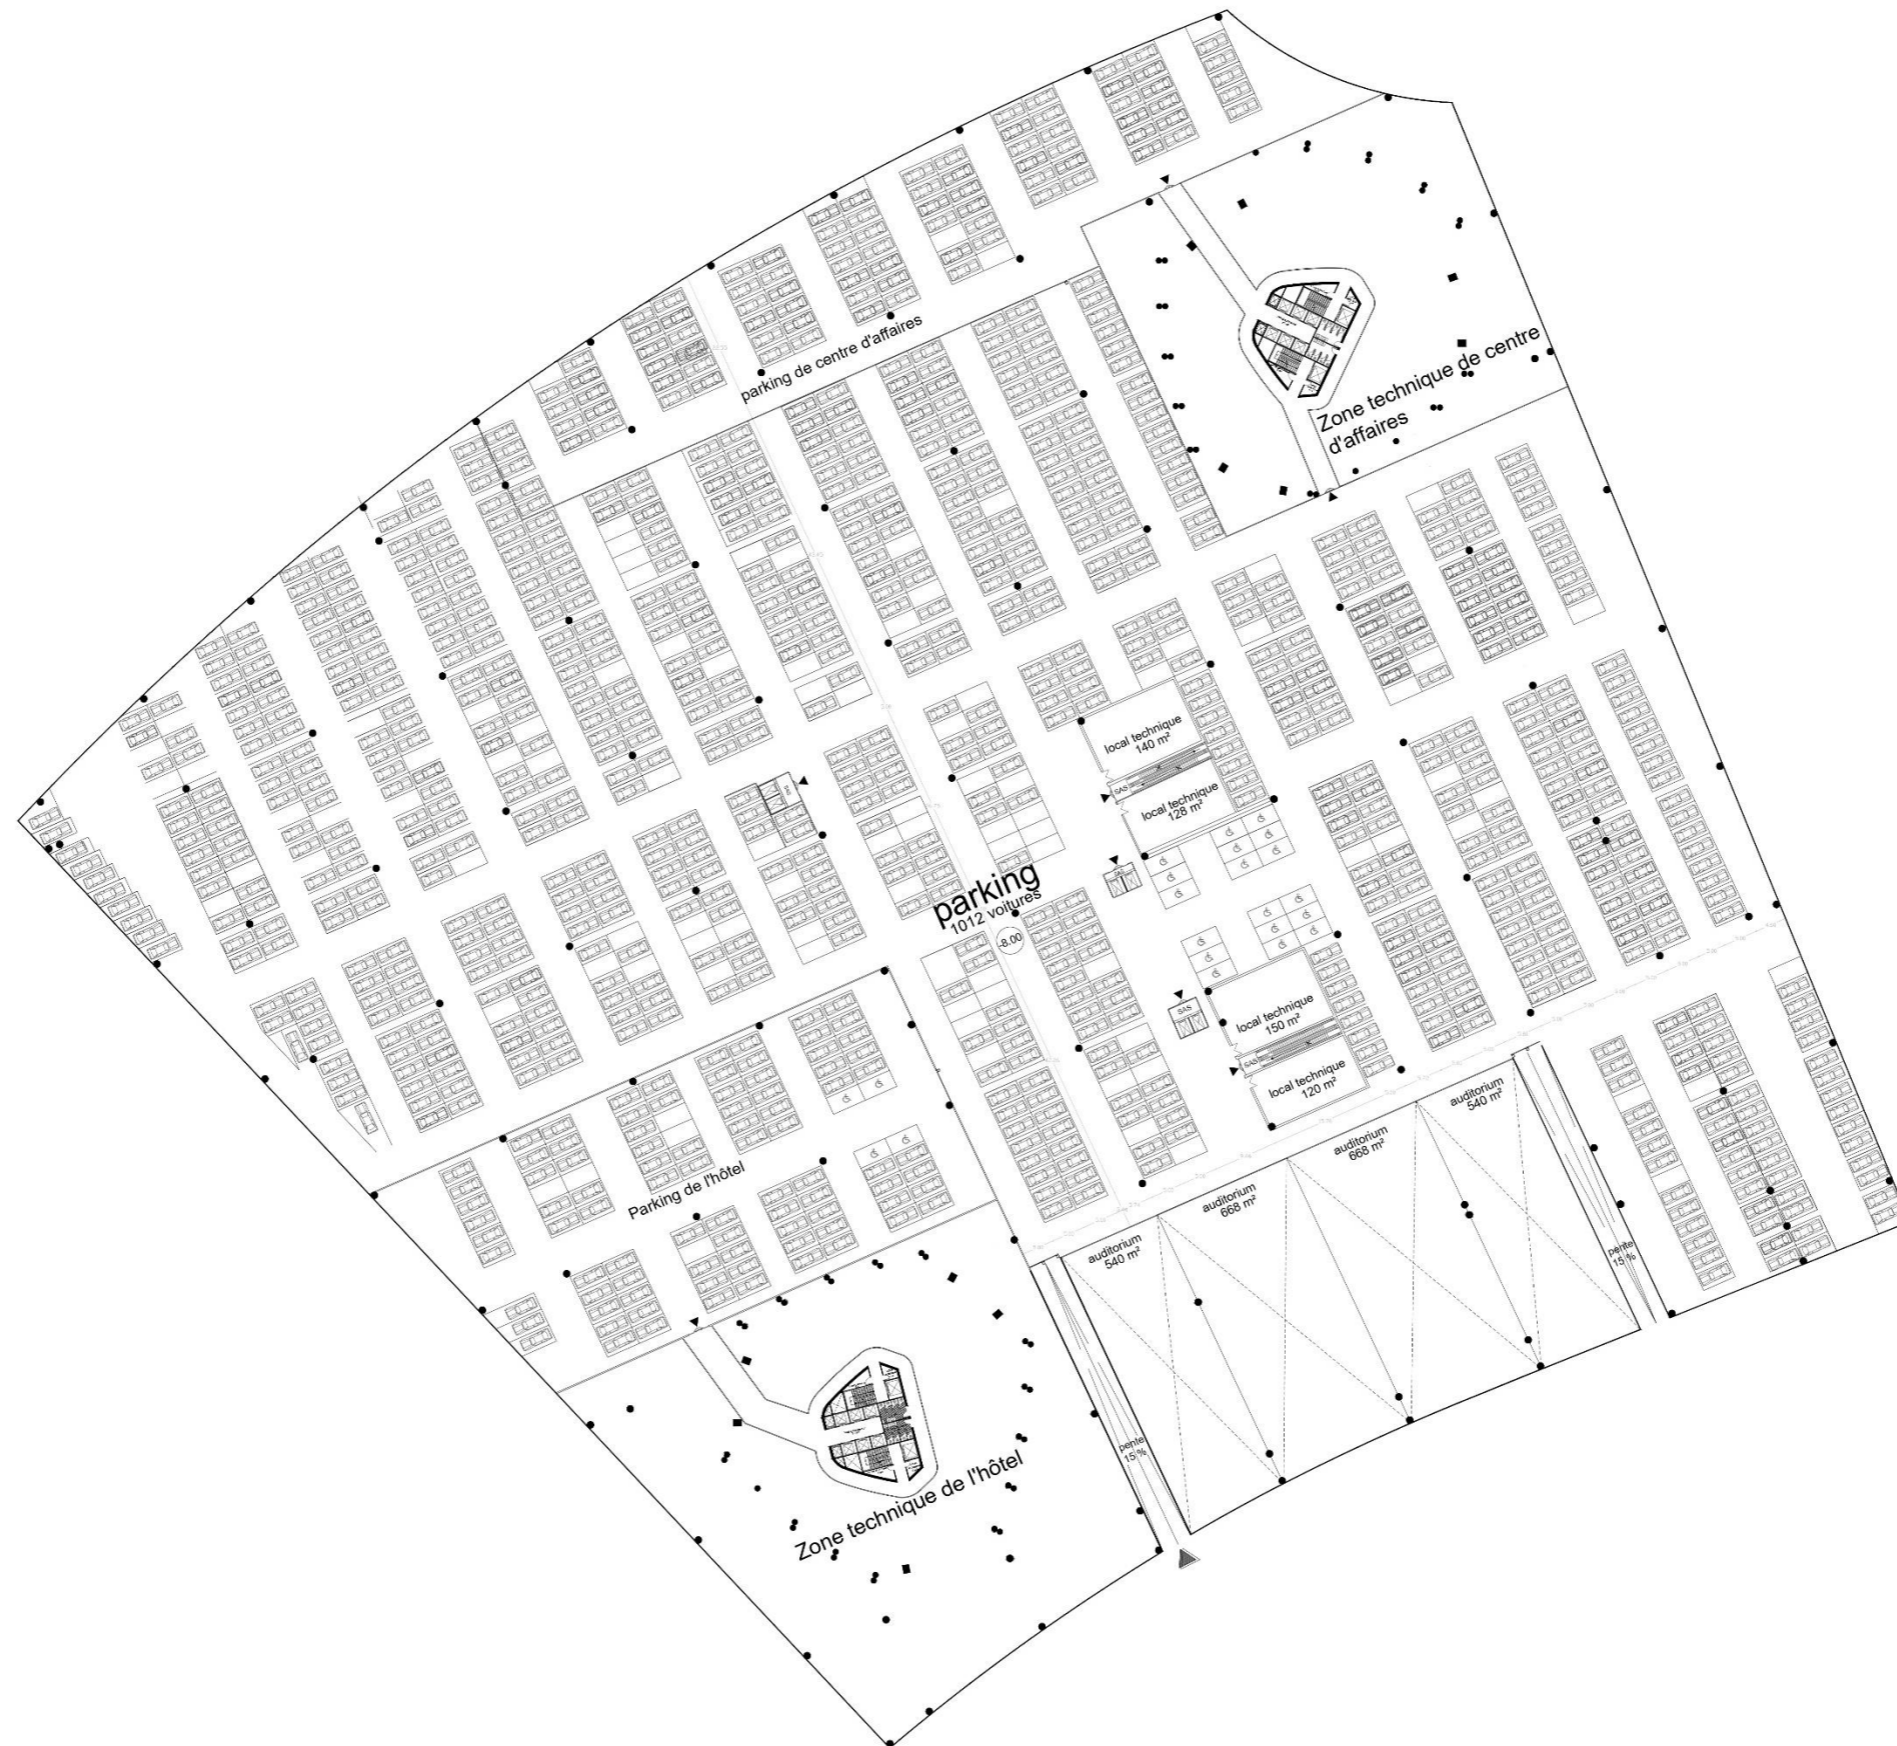 parking de centre d'affaires
Zone technique de centre
d'affaires
local technique
140 m²
SAS
local technique
128 m²
SAS
parking
1012 voitures
-8.00
SAS
local technique
150 m²
SAS
local technique
120 m²
auditorium
540 m²
auditorium
668 m²
auditorium
668 m²
auditorium
540 m²
Parking de l'hôtel
pente
15 %
pente
15 %
Zone technique de l'hôtel